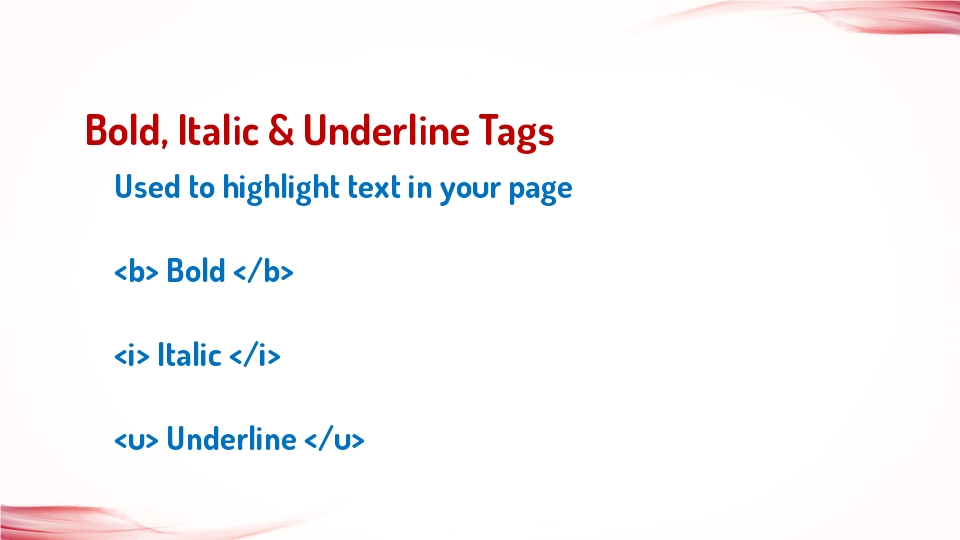 Bold, Italic & Underline Tags
Used to highlight text in your page
<b> Bold </b>
<i> Italic </i>
<u> Underline </u>